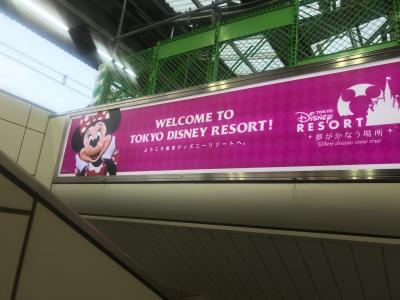 WELCOME TO
TOKYO DISNEY RESORT!
ようこそ東京ディズニーリゾートへ。
TOKYO
Disney
RESORT
夢がかなう場所
Where dreams come true